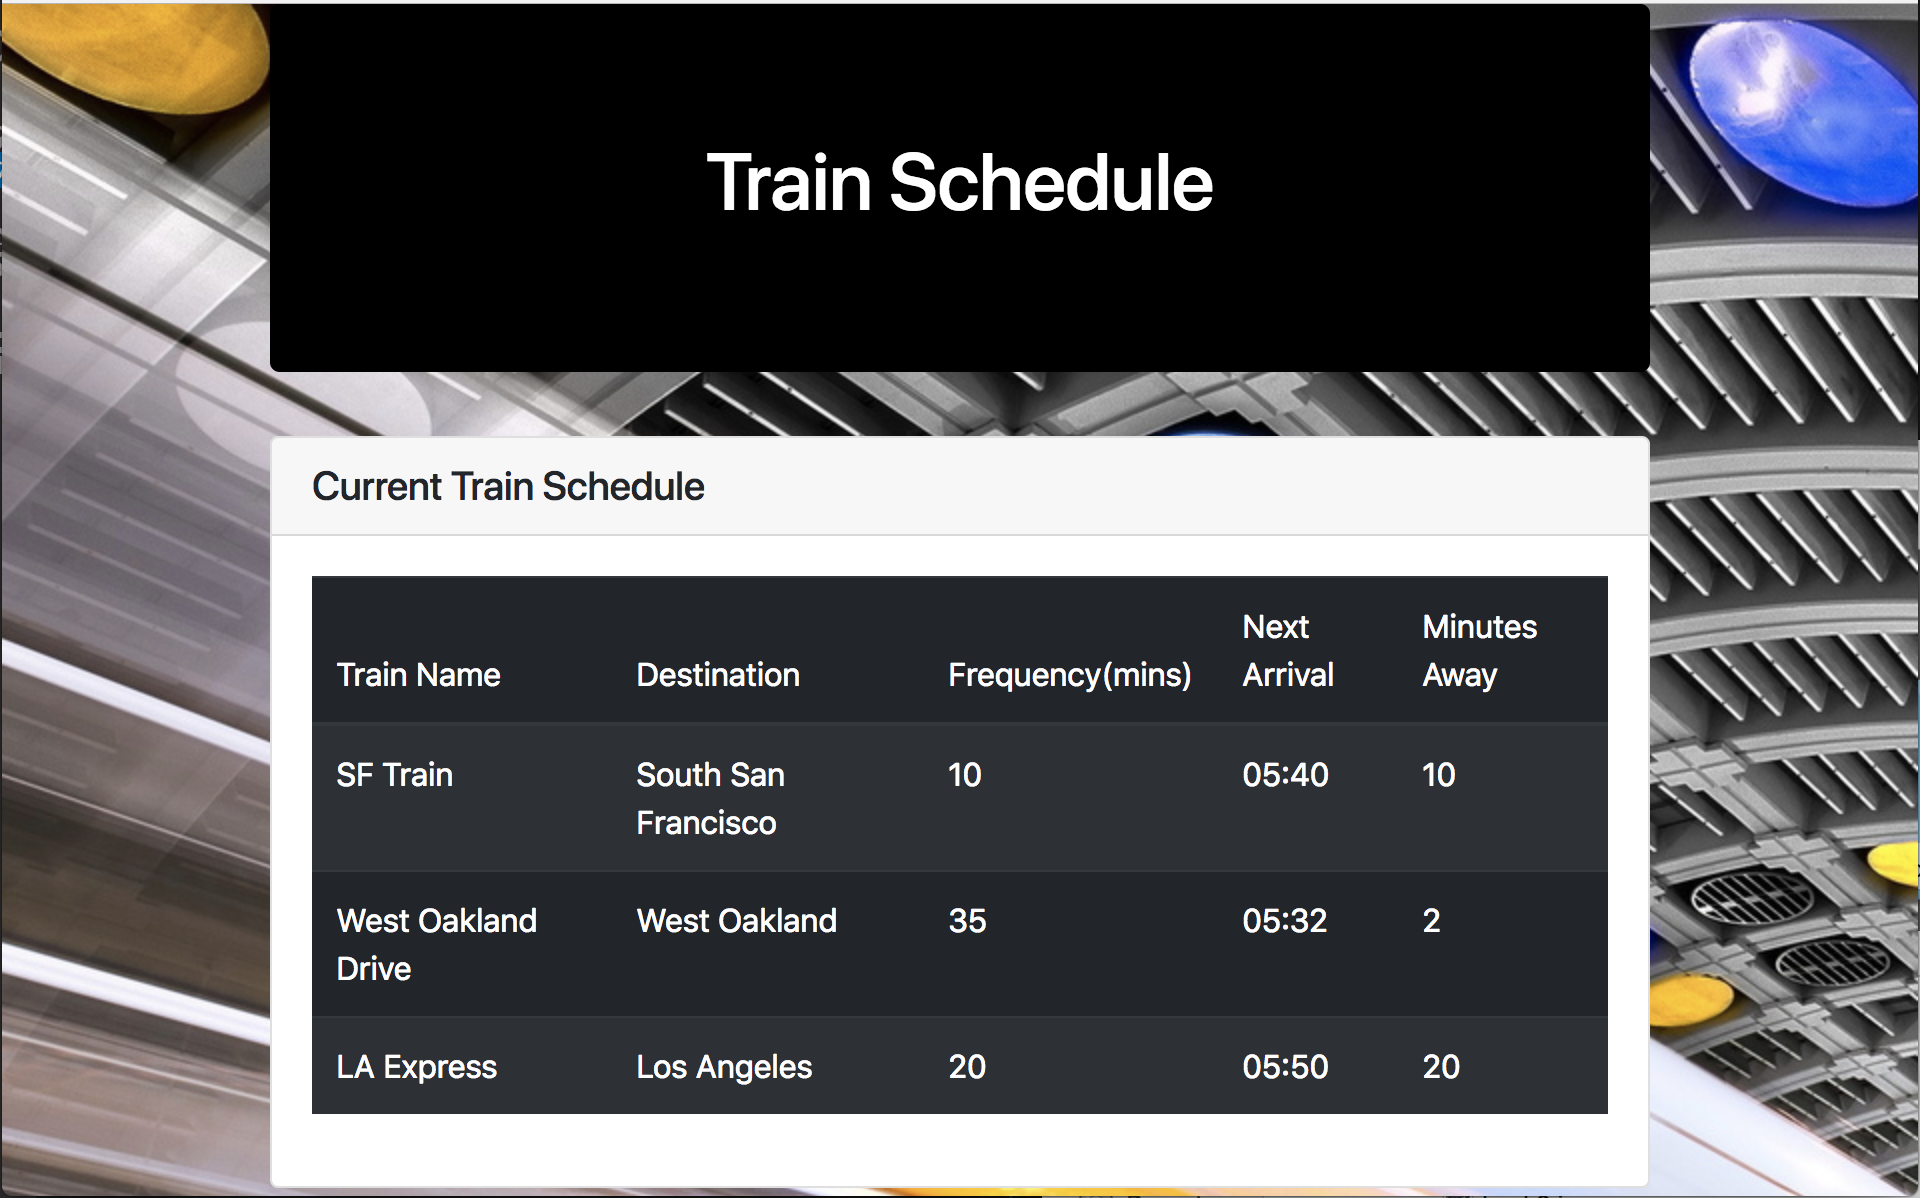 Train Schedule
Current Train Schedule
Next Minutes
Train Name Destination Frequency(mins) Arrival Away
SF Train South San 10 05:40 10
Francisco
West Oakland West Oakland 35 05:32 2
Drive
LA Express Los Angeles 20 05:50 20